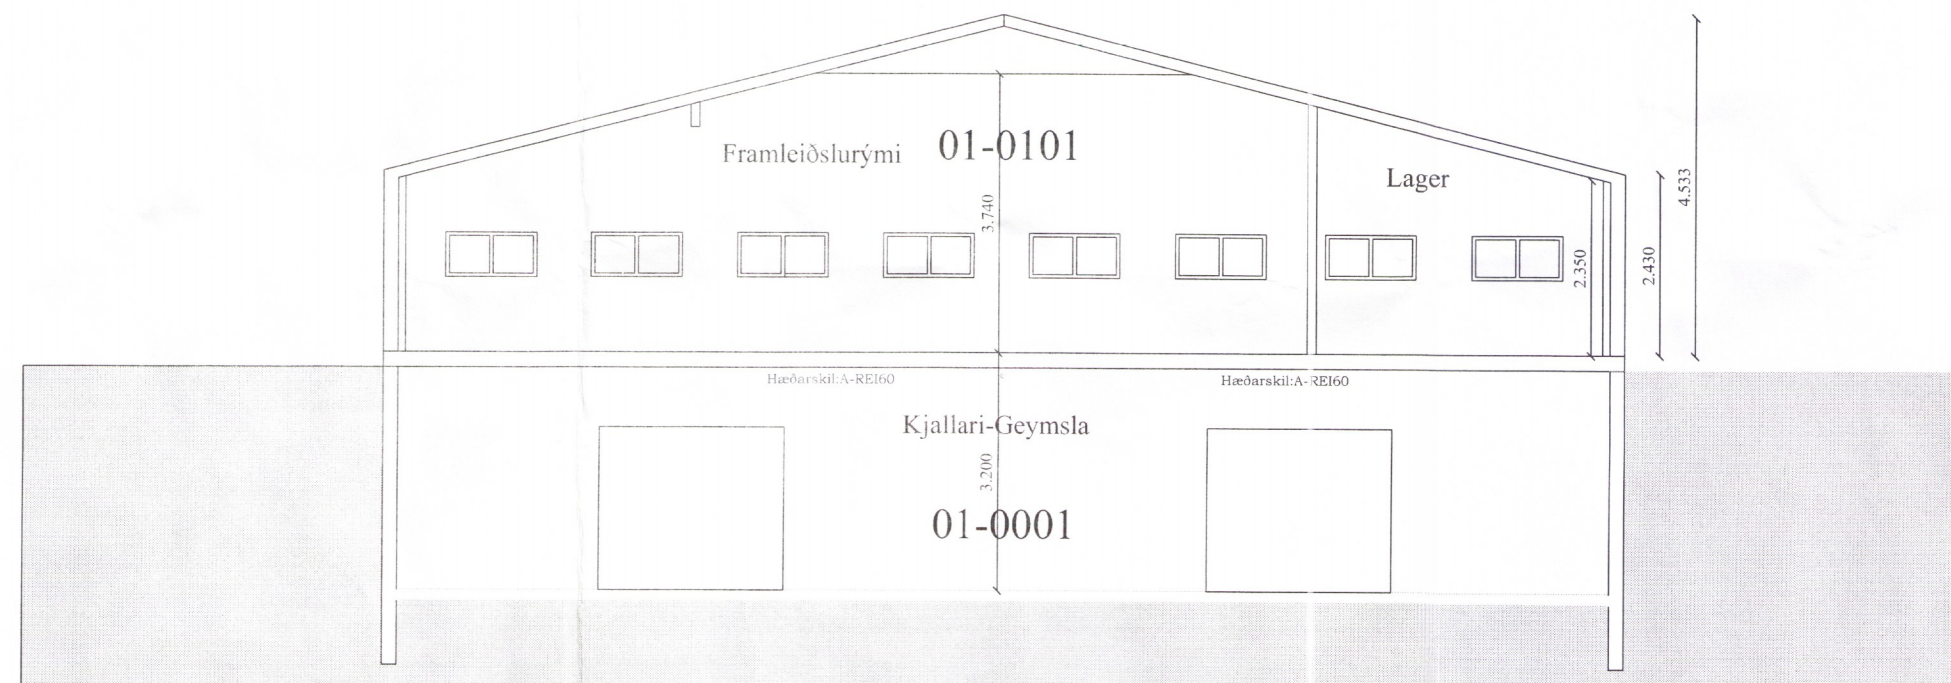 Framleiðslurými 01-0101
Lager
3.740
2.350
2.430
4.533
Hæðarskil:A-REI60
Hæðarskil:A-REI60
Kjallari-Geymsla
3.200
01-0001